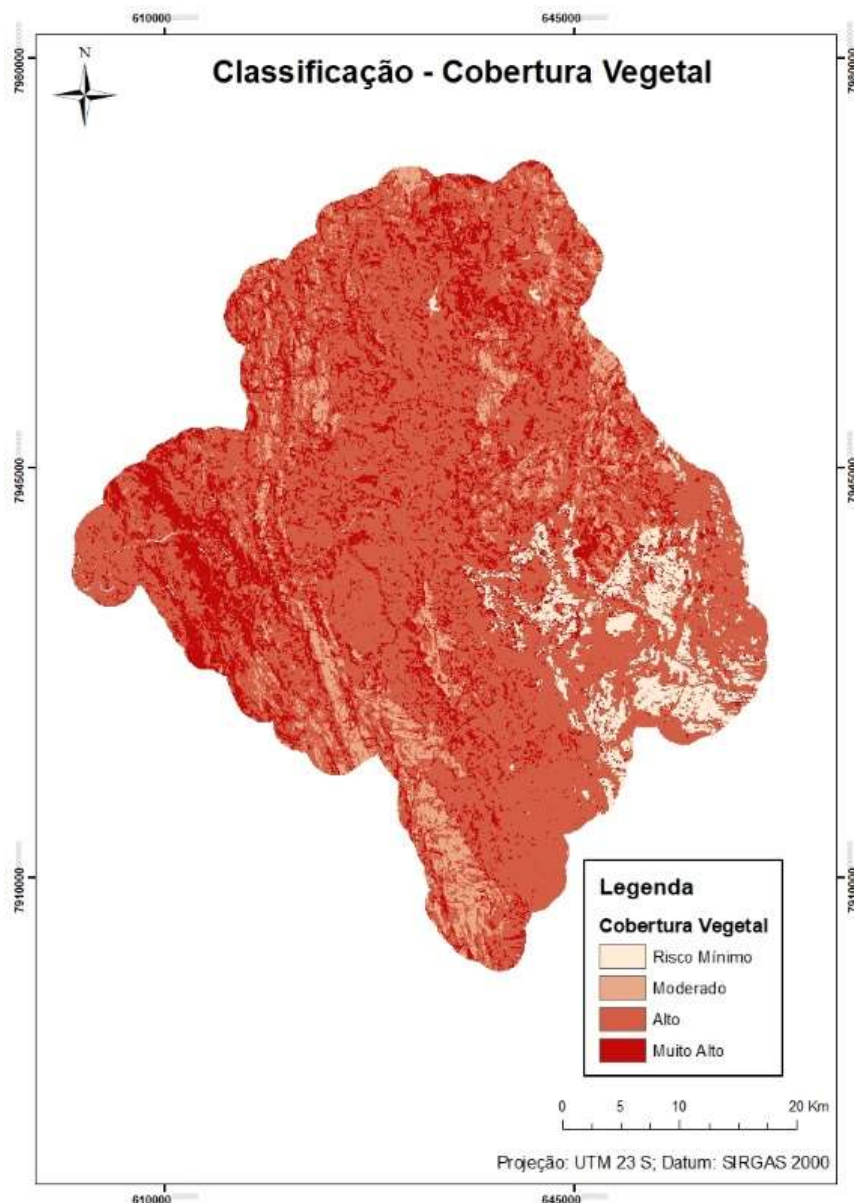 610000 645000
7980000 7980000
N
Classificação - Cobertura Vegetal
7945000 7945000
7910000 7910000
Legenda
Cobertura Vegetal
Risco Mínimo
Moderado
Alto
Muito Alto
0 5 10 20 Km
Projeção: UTM 23 S; Datum: SIRGAS 2000
610000 645000